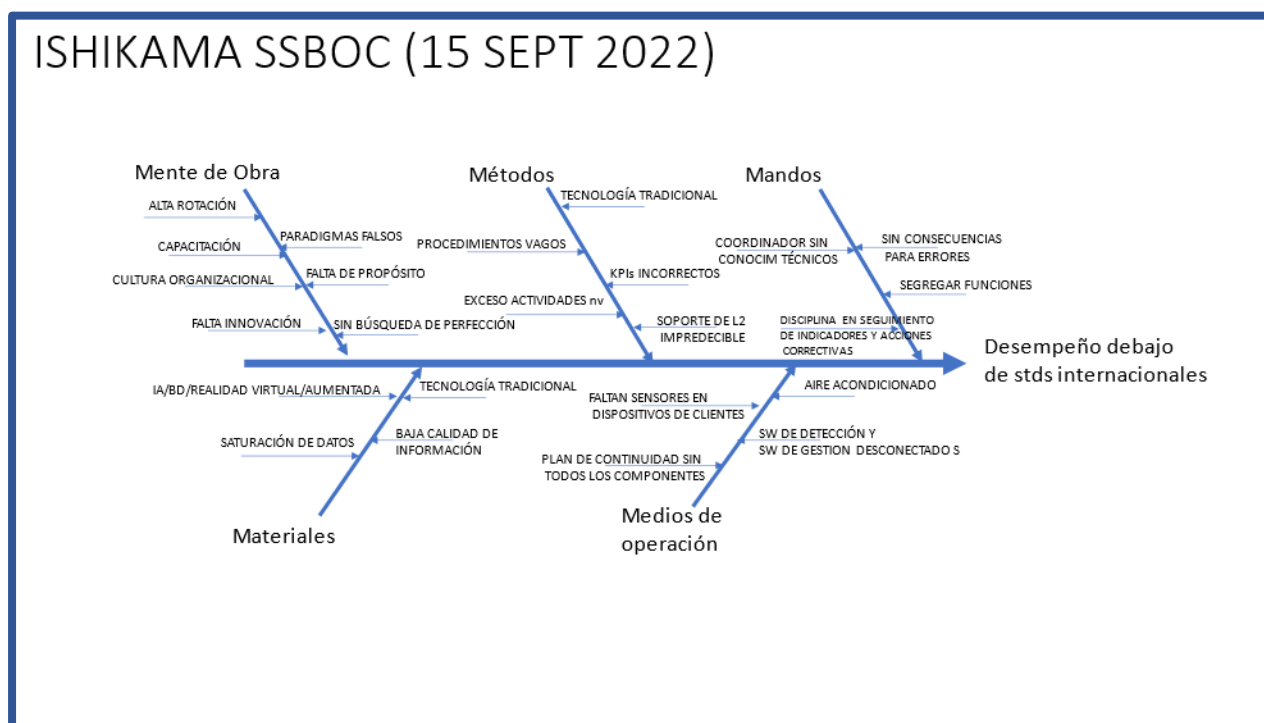 ISHIKAMA SSBOC (15 SEPT 2022)
Mente de Obra
ALTA ROTACIÓN
PARADIGMAS FALSOS
CAPACITACIÓN
CULTURA ORGANIZACIONAL
FALTA DE PROPÓSITO
FALTA INNOVACIÓN
SIN BÚSQUEDA DE PERFECCIÓN
Métodos
TECNOLOGÍA TRADICIONAL
PROCEDIMIENTOS VAGOS
KPIs INCORRECTOS
EXCESO ACTIVIDADES nv
SOPORTE DE L2
IMPREDECIBLE
Mandos
COORDINADOR SIN
CONOCIM TÉCNICOS
SIN CONSECUENCIAS
PARA ERRORES
SEGREGAR FUNCIONES
DISCIPLINA EN SEGUIMIENTO
DE INDICADORES Y ACCIONES
CORRECTIVAS
Desempeño debajo
de stds internacionales
IA/BD/REALIDAD VIRTUAL/AUMENTADA
TECNOLOGÍA TRADICIONAL
SATURACIÓN DE DATOS
BAJA CALIDAD DE
INFORMACIÓN
Materiales
AIRE ACONDICIONADO
FALTAN SENSORES EN
DISPOSITIVOS DE CLIENTES
SW DE DETECCIÓN Y
SW DE GESTION DESCONECTADO S
PLAN DE CONTINUIDAD SIN
TODOS LOS COMPONENTES
Medios de
operación